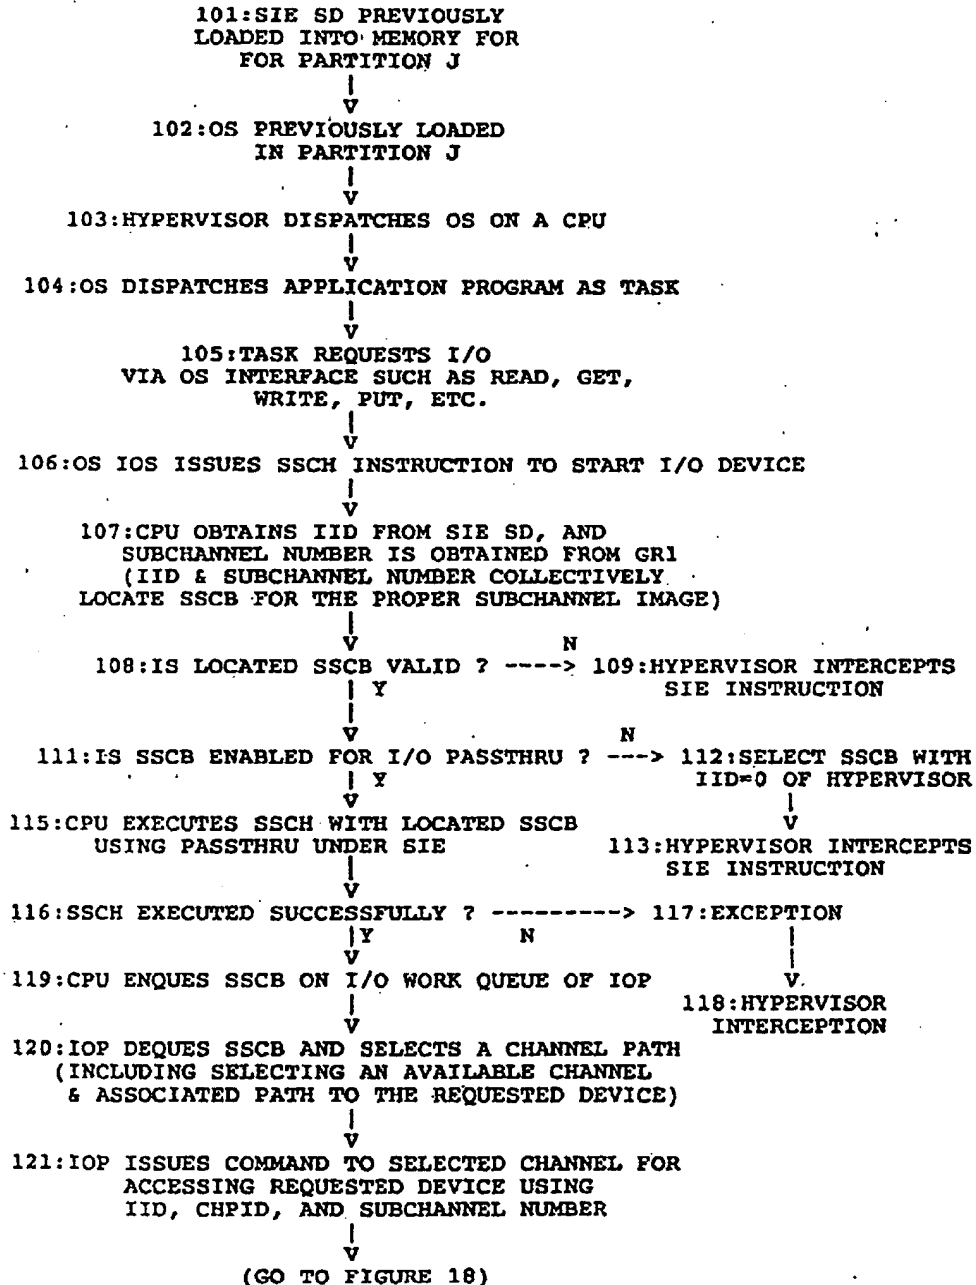 101:SIE SD PREVIOUSLY
LOADED INTO MEMORY FOR
FOR PARTITION J
102:OS PREVIOUSLY LOADED
IN PARTITION J
103:HYPERVISOR DISPATCHES OS ON A CPU
104:OS DISPATCHES APPLICATION PROGRAM AS TASK
105:TASK REQUESTS I/O
VIA OS INTERFACE SUCH AS READ, GET,
WRITE, PUT, ETC.
106:OS IOS ISSUES SSCH INSTRUCTION TO START I/O DEVICE
107:CPU OBTAINS IID FROM SIE SD, AND
SUBCHANNEL NUMBER IS OBTAINED FROM GR1
(IID & SUBCHANNEL NUMBER COLLECTIVELY
LOCATE SSCB FOR THE PROPER SUBCHANNEL IMAGE)
N
108:IS LOCATED SSCB VALID ? ----> 109:HYPERVISOR INTERCEPTS
Y SIE INSTRUCTION
N
111:IS SSCB ENABLED FOR I/O PASSTHRU ? ---> 112:SELECT SSCB WITH
Y IID=0 OF HYPERVISOR
115:CPU EXECUTES SSCH WITH LOCATED SSCB
USING PASSTHRU UNDER SIE
113:HYPERVISOR INTERCEPTS
SIE INSTRUCTION
116:SSCH EXECUTED SUCCESSFULLY ? ---------> 117:EXCEPTION
Y N
119:CPU ENQUES SSCB ON I/O WORK QUEUE OF IOP
118:HYPERVISOR
INTERCEPTION
120:IOP DEQUES SSCB AND SELECTS A CHANNEL PATH
(INCLUDING SELECTING AN AVAILABLE CHANNEL
& ASSOCIATED PATH TO THE REQUESTED DEVICE)
121:IOP ISSUES COMMAND TO SELECTED CHANNEL FOR
ACCESSING REQUESTED DEVICE USING
IID, CHPID, AND SUBCHANNEL NUMBER
(GO TO FIGURE 18)